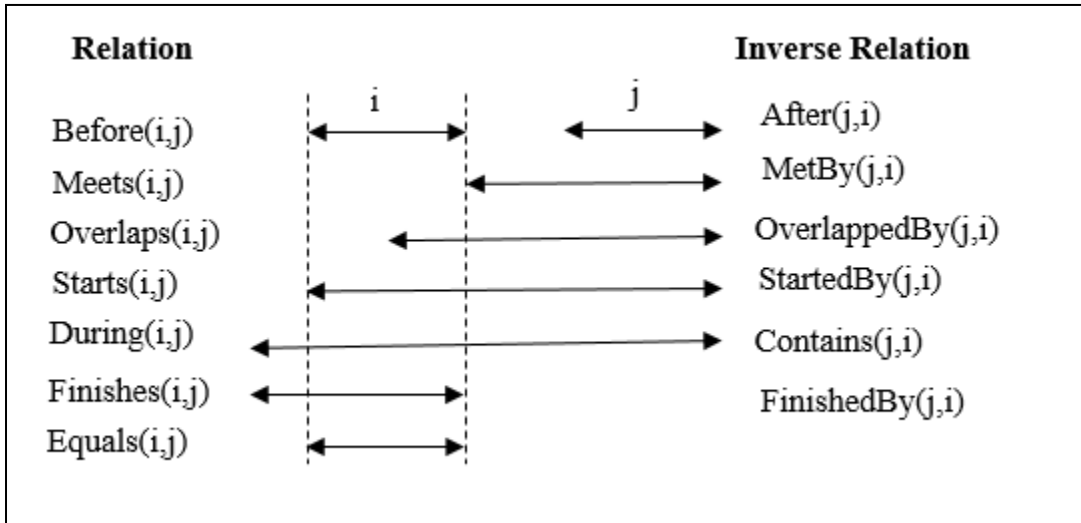 Relation Inverse Relation
i j
Before(i,j) After(j,i)
Meets(i,j) MetBy(j,i)
Overlaps(i,j) OverlappedBy(j,i)
Starts(i,j) StartedBy(j,i)
During(i,j) Contains(j,i)
Finishes(i,j) FinishedBy(j,i)
Equals(i,j)